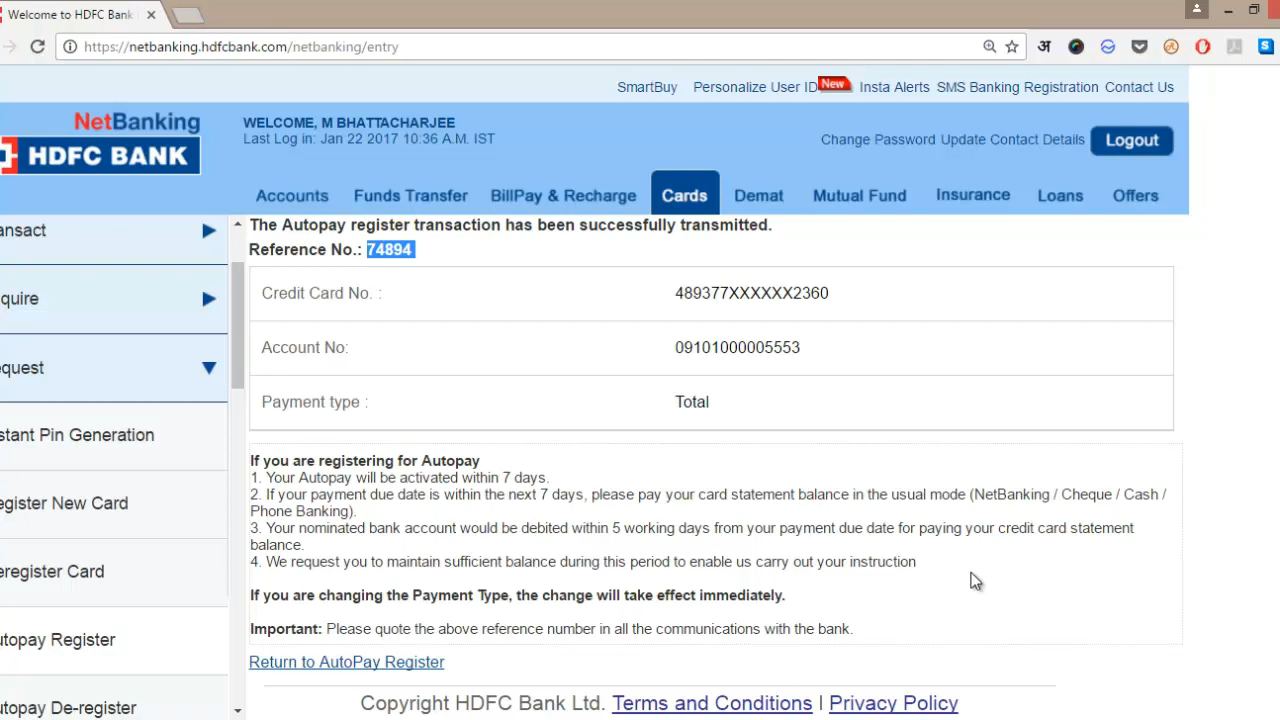 Welcome to HDFC Bank
https://netbanking.hdfcbank.com/netbanking/entry
अ
SmartBuy Personalize User ID New Insta Alerts SMS Banking Registration Contact Us
NetBanking
HDFC BANK
WELCOME, M BHATTACHARJEE
Last Log in: Jan 22 2017 10:36 A.M. IST
Change Password Update Contact Details Logout
Accounts Funds Transfer BillPay & Recharge Cards Demat Mutual Fund Insurance Loans Offers
ansact
quire
equest
stant Pin Generation
egister New Card
eregister Card
utopay Register
utopay De-register
The Autopay register transaction has been successfully transmitted.
Reference No.: 74894
Credit Card No. : 489377XXXXXX2360
Account No: 09101000005553
Payment type : Total
If you are registering for Autopay
1. Your Autopay will be activated within 7 days.
2. If your payment due date is within the next 7 days, please pay your card statement balance in the usual mode (NetBanking / Cheque / Cash /
Phone Banking).
3. Your nominated bank account would be debited within 5 working days from your payment due date for paying your credit card statement
balance.
4. We request you to maintain sufficient balance during this period to enable us carry out your instruction
If you are changing the Payment Type, the change will take effect immediately.
Important: Please quote the above reference number in all the communications with the bank.
Return to AutoPay Register
Copyright HDFC Bank Ltd. Terms and Conditions | Privacy Policy